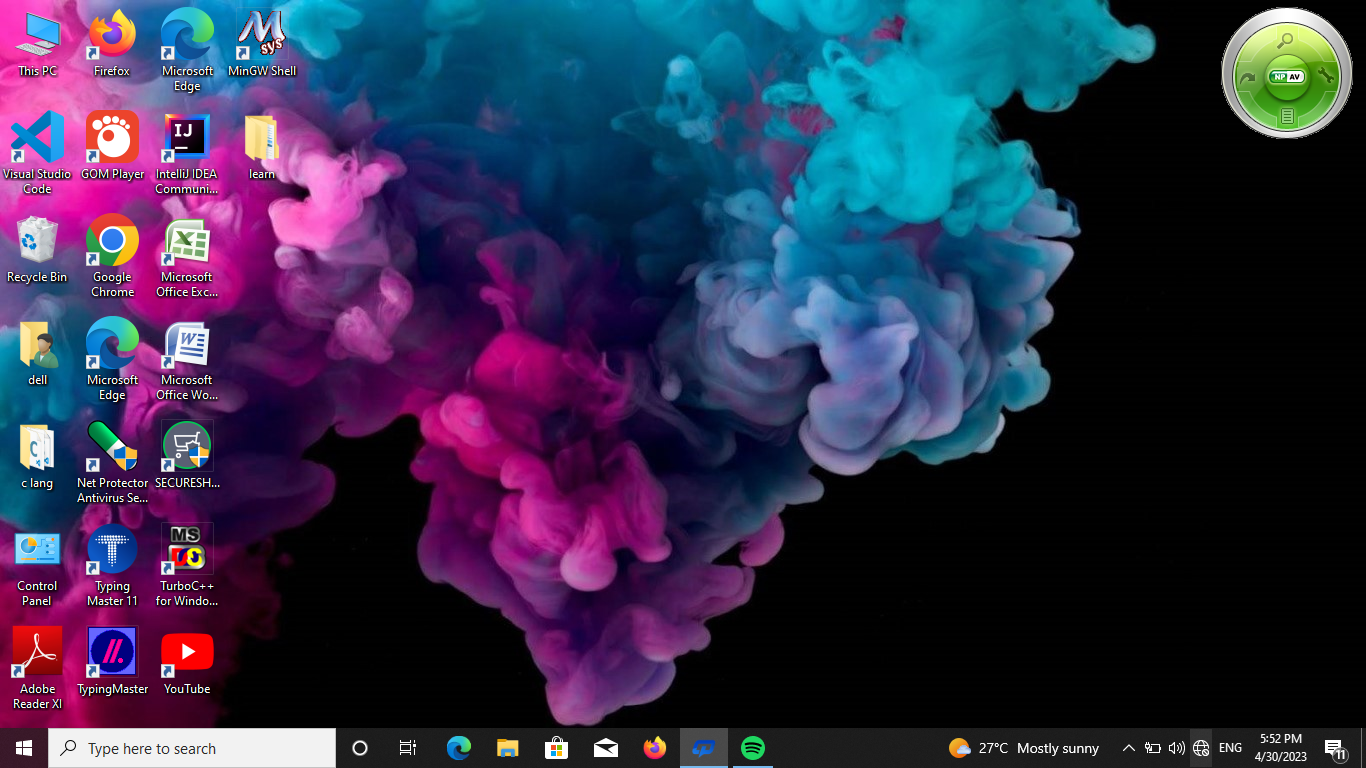 This PC
Firefox
Microsoft
Edge
M
sys
MinGW Shell
NP AV
Visual Studio
Code
GOM Player
IJ
IntelliJ IDEA
Communi...
learn
Recycle Bin
Google
Chrome
Microsoft
Office Exc...
dell
Microsoft
Edge
W
Microsoft
Office Wo...
C
c lang
Net Protector
Antivirus Se...
SECURESH...
Control
Panel
T
Typing
Master 11
MS
TurboC++
for Windo...
Adobe
Reader XI
TypingMaster
YouTube
Type here to search
27°C Mostly sunny
ENG
5:52 PM
4/30/2023
11